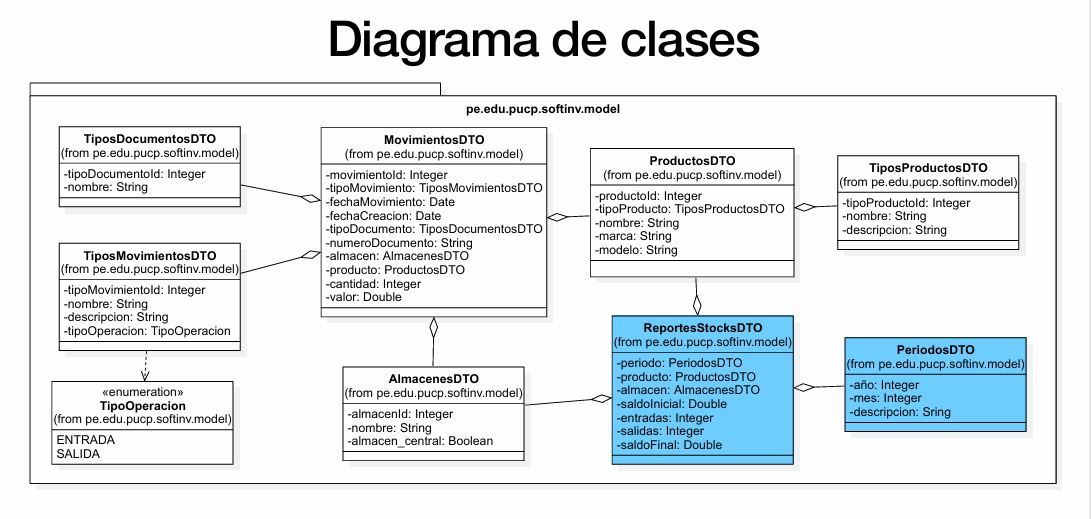 Diagrama de clases
pe.edu.pucp.softinv.model
TiposDocumentosDTO
(from pe.edu.pucp.softinv.model)
-tipoDocumentoId: Integer
-nombre: String
MovimientosDTO
(from pe.edu.pucp.softinv.model)
-movimientoId: Integer
-tipoMovimiento: TiposMovimientosDTO
-fechaMovimiento: Date
-fechaCreacion: Date
-tipoDocumento: TiposDocumentosDTO
-numeroDocumento: String
-almacen: AlmacenesDTO
-producto: ProductosDTO
-cantidad: Integer
-valor: Double
ProductosDTO
(from pe.edu.pucp.softinv.model)
-productoId: Integer
-tipoProducto: TiposProductosDTO
-nombre: String
-marca: String
-modelo: String
TiposProductosDTO
(from pe.edu.pucp.softinv.model)
-tipoProductoId: Integer
-nombre: String
-descripcion: String
TiposMovimientosDTO
(from pe.edu.pucp.softinv.model)
-tipoMovimientoId: Integer
-nombre: String
-descripcion: String
-tipoOperacion: TipoOperacion
«enumeration»
TipoOperacion
(from pe.edu.pucp.softinv.model)
ENTRADA
SALIDA
AlmacenesDTO
(from pe.edu.pucp.softinv.model)
-almacenId: Integer
-nombre: String
-almacen_central: Boolean
ReportesStocksDTO
(from pe.edu.pucp.softinv.model)
-periodo: PeriodosDTO
-producto: ProductosDTO
-almacen: AlmacenesDTO
-saldoInicial: Double
-entradas: Integer
-salidas: Integer
-saldoFinal: Double
PeriodosDTO
(from pe.edu.pucp.softinv.model)
-año: Integer
-mes: Integer
-descripcion: Sring